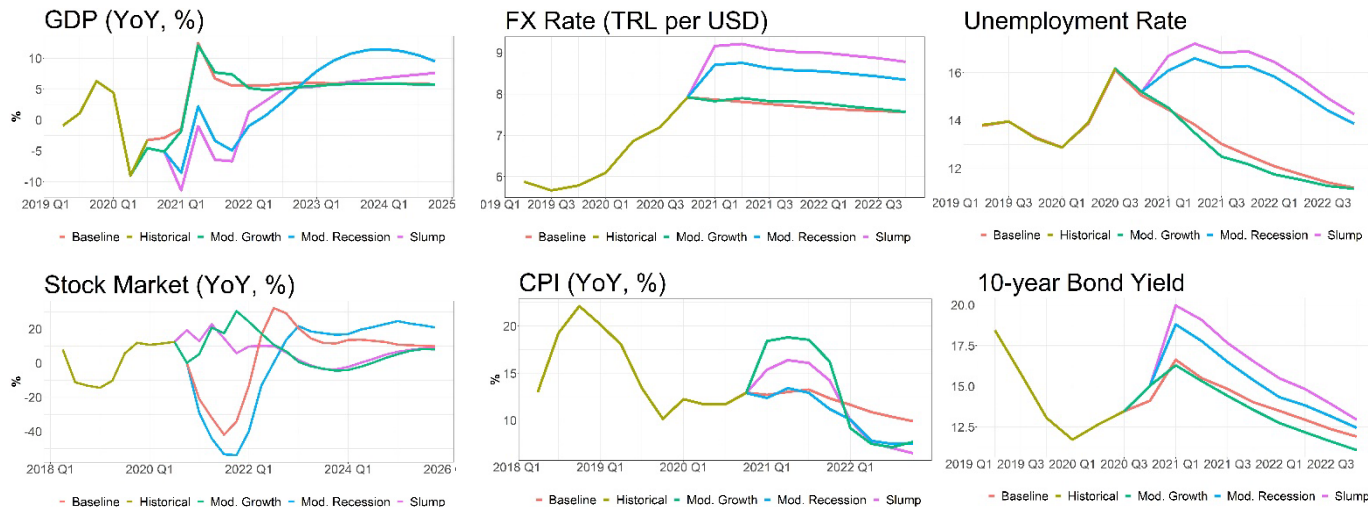 GDP (YoY, %)
%
10
5
0
-5
-10
2019 Q1 2020 Q1 2021 Q1 2022 Q1 2023 Q1 2024 Q1 2025
Baseline Historical Mod. Growth Mod. Recession Slump
FX Rate (TRL per USD)
9
8
7
6
2019 Q1 2019 Q3 2020 Q1 2020 Q3 2021 Q1 2021 Q3 2022 Q1 2022 Q3
Baseline Historical Mod. Growth Mod. Recession Slump
Unemployment Rate
16
14
12
2019 Q1 2019 Q3 2020 Q1 2020 Q3 2021 Q1 2021 Q3 2022 Q1 2022 Q3
Baseline Historical Mod. Growth Mod. Recession Slump
Stock Market (YoY, %)
%
20
0
-20
-40
2018 Q1 2020 Q1 2022 Q1 2024 Q1 2026
Baseline Historical Mod. Growth Mod. Recession Slump
CPI (YoY, %)
%
20
15
10
2018 Q1 2019 Q1 2020 Q1 2021 Q1 2022 Q1
Baseline Historical Mod. Growth Mod. Recession Slump
10-year Bond Yield
20.0
17.5
15.0
12.5
2019 Q1 2019 Q3 2020 Q1 2020 Q3 2021 Q1 2021 Q3 2022 Q1 2022 Q3
Baseline Historical Mod. Growth Mod. Recession Slump